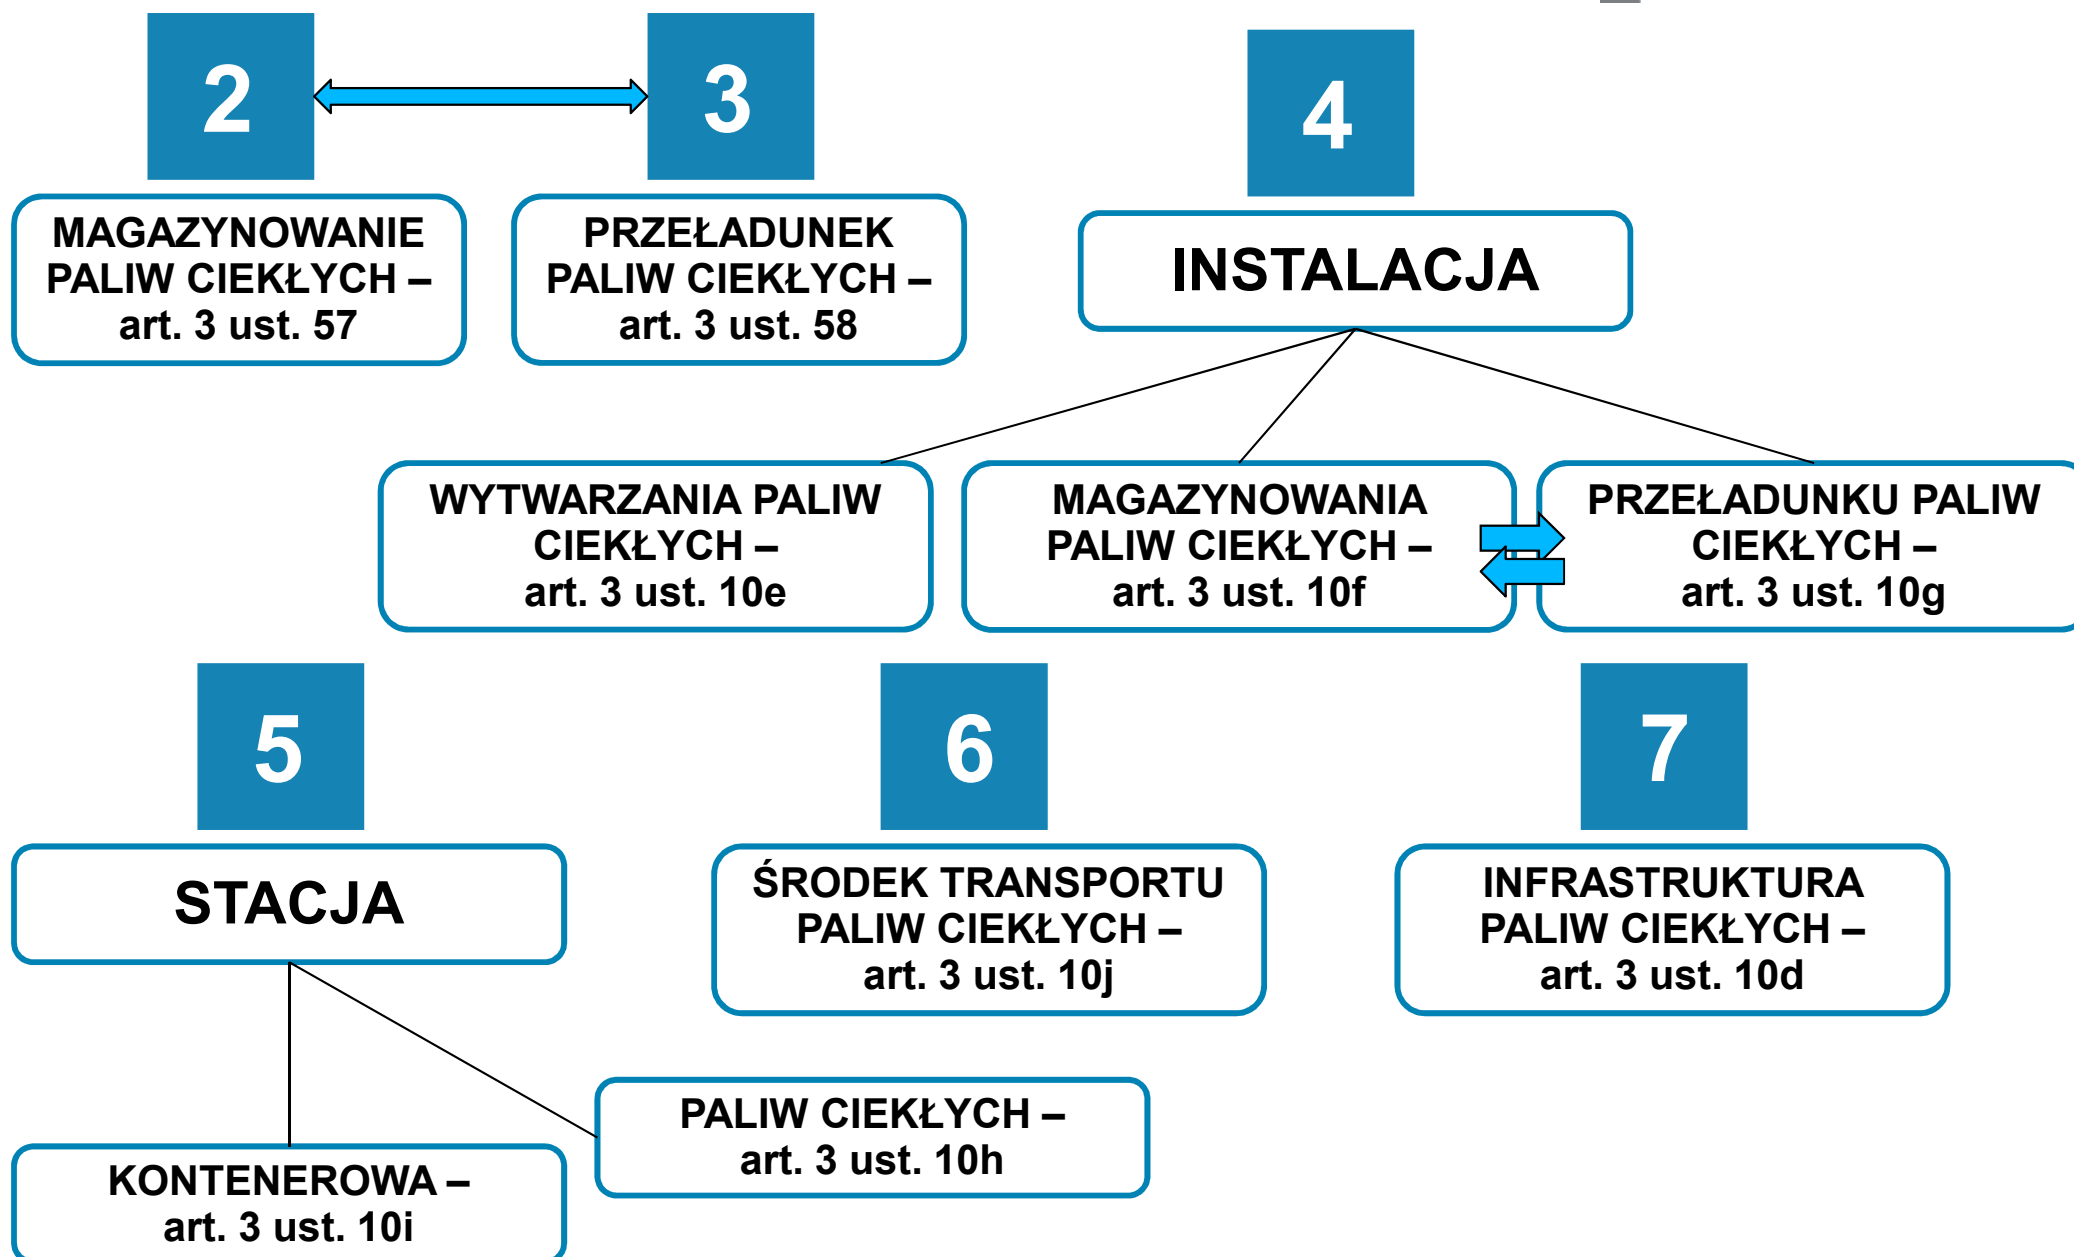 2
MAGAZYNOWANIE
PALIW CIEKŁYCH –
art. 3 ust. 57
3
PRZEŁADUNEK
PALIW CIEKŁYCH –
art. 3 ust. 58
4
INSTALACJA
WYTWARZANIA PALIW
CIEKŁYCH –
art. 3 ust. 10e
MAGAZYNOWANIA
PALIW CIEKŁYCH –
art. 3 ust. 10f
PRZEŁADUNKU PALIW
CIEKŁYCH –
art. 3 ust. 10g
5
STACJA
KONTENEROWA –
art. 3 ust. 10i
PALIW CIEKŁYCH –
art. 3 ust. 10h
6
ŚRODEK TRANSPORTU
PALIW CIEKŁYCH –
art. 3 ust. 10j
7
INFRASTRUKTURA
PALIW CIEKŁYCH –
art. 3 ust. 10d